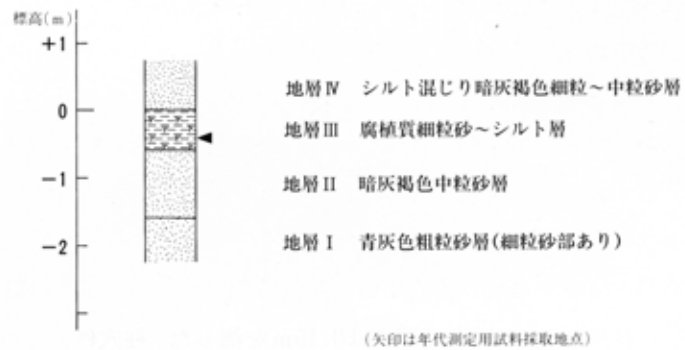 標高(m)
+1
地層Ⅳ シルト混じり暗灰褐色細粒～中粒砂層
0
地層Ⅲ 腐植質細粒砂～シルト層
-1
地層Ⅱ 暗灰褐色中粒砂層
-2
地層Ⅰ 青灰色粗粒砂層(細粒砂部あり)
(矢印は年代測定用試料採取地点)